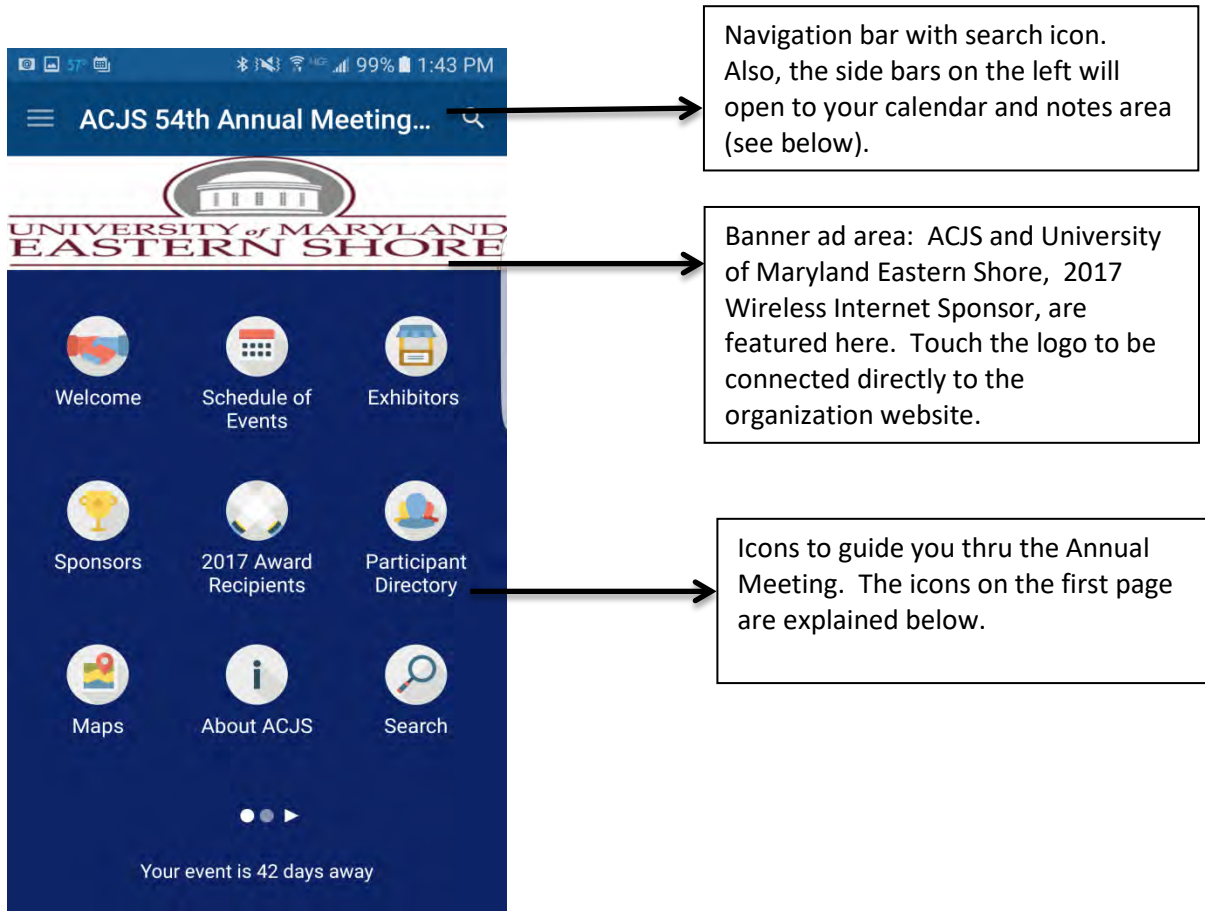 57°
99% 1:43 PM
ACJS 54th Annual Meeting...
UNIVERSITY of MARYLAND
EASTERN SHORE
Welcome
Schedule of
Events
Exhibitors
Sponsors
2017 Award
Recipients
Participant
Directory
Maps
About ACJS
Search
Your event is 42 days away
Navigation bar with search icon.
Also, the side bars on the left will
open to your calendar and notes area
(see below).
Banner ad area:  ACJS and University
of Maryland Eastern Shore,  2017
Wireless Internet Sponsor, are
featured here.  Touch the logo to be
connected directly to the
organization website.
Icons to guide you thru the Annual
Meeting.  The icons on the first page
are explained below.